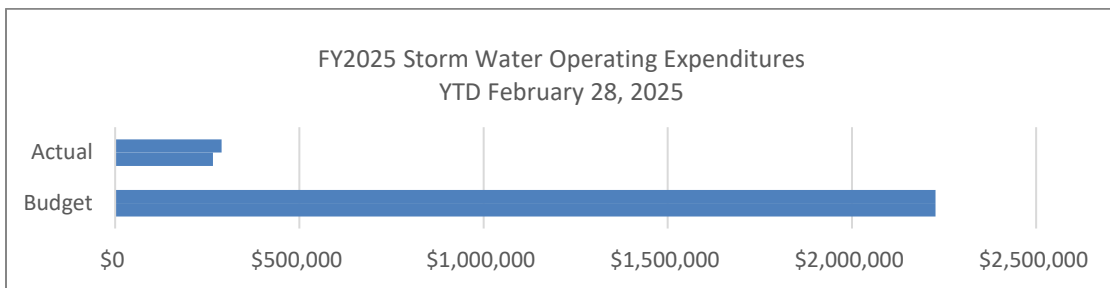 FY2025 Storm Water Operating Expenditures
YTD February 28, 2025
Actual
Budget
$0 $500,000 $1,000,000 $1,500,000 $2,000,000 $2,500,000